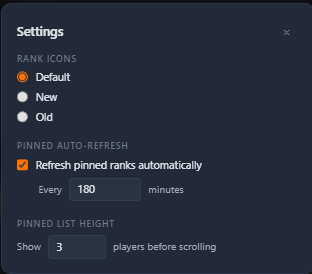 Settings ×
RANK ICONS
Default
New
Old
PINNED AUTO-REFRESH
Refresh pinned ranks automatically
Every 180 minutes
PINNED LIST HEIGHT
Show 3 players before scrolling